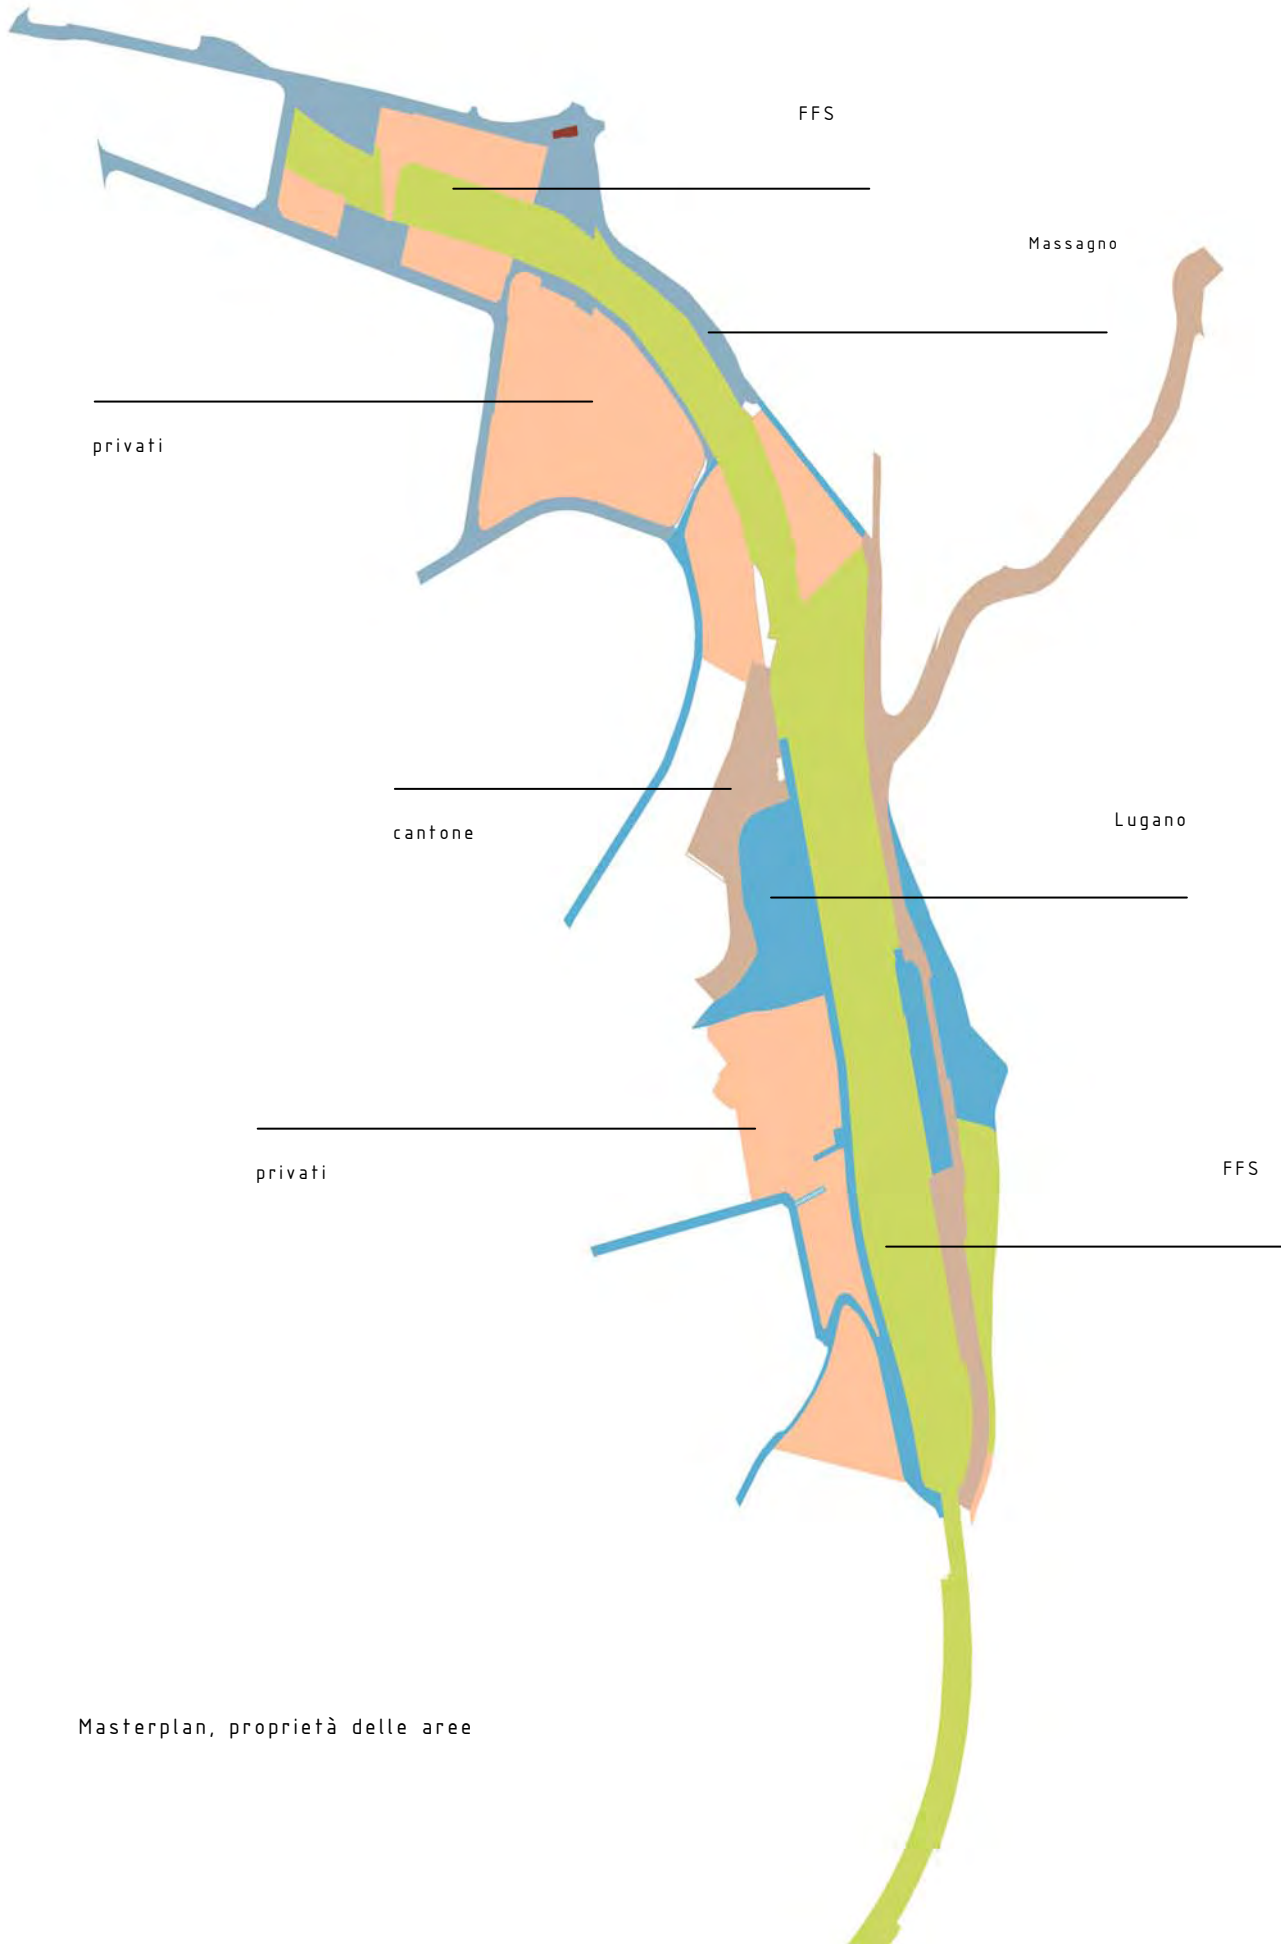 FFS
Massagno
privati
cantone
Lugano
privati
FFS
Masterplan, proprietà delle aree